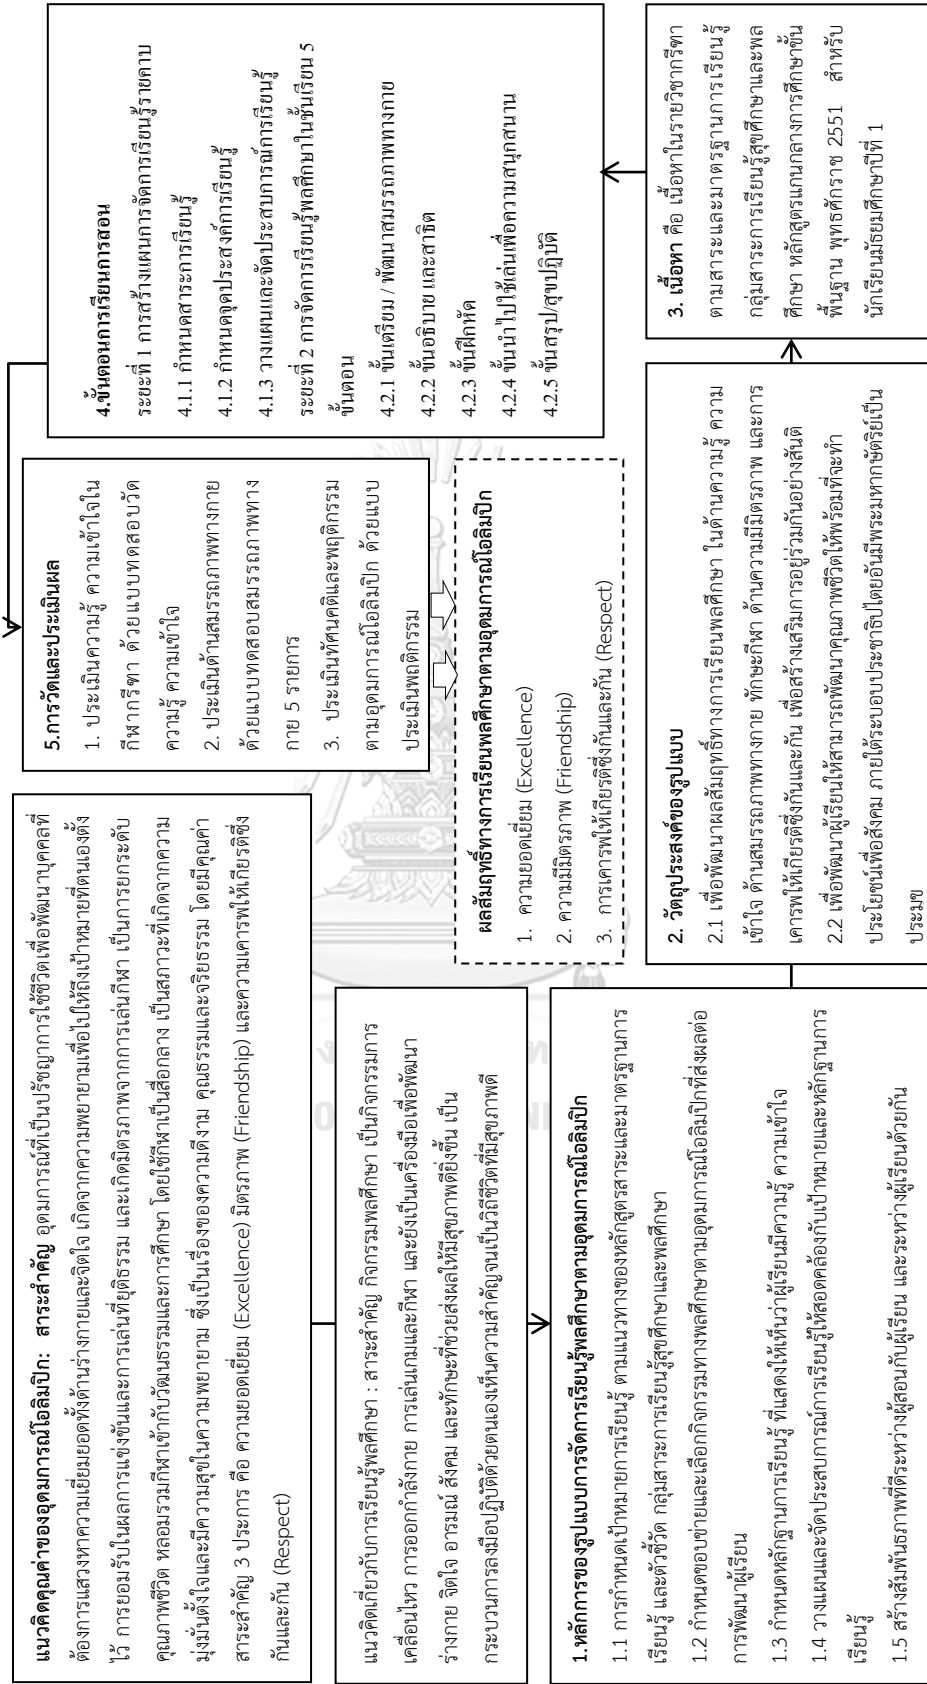 แนวคิดคุณค่าของอุดมการณ์โอลิมปิก: สาระสำคัญ อุดมการณ์ที่เป็นปรัชญาการใช้ชีวิตเพื่อพัฒนาบุคคลที่
ต้องการแสวงหาความเยี่ยมยอดทั้งด้านร่างกายและจิตใจ เกิดจากความพยายามเพื่อไปให้ถึงเป้าหมายที่ตนเองตั้ง
ไว้ การยอมรับในผลการแข่งขันและการเล่นที่ยุติธรรม และเกิดมิตรภาพจากการเล่นกีฬา เป็นการยกระดับ
คุณภาพชีวิต หลอมรวมกีฬาเข้ากับวัฒนธรรมและการศึกษา โดยใช้กีฬาเป็นสื่อกลาง เป็นสภาวะที่เกิดจากความ
มุ่งมั่นตั้งใจและมีความสุขในความพยายาม ซึ่งเป็นเรื่องของความดีงาม คุณธรรมและจริยธรรม โดยมีคุณค่า
สาระสำคัญ 3 ประการ คือ ความยอดเยี่ยม (Excellence) มิตรภาพ (Friendship) และความเคารพให้เกียรติซึ่ง
กันและกัน (Respect)
แนวคิดเกี่ยวกับการเรียนรู้พลศึกษา : สาระสำคัญ กิจกรรมพลศึกษา เป็นกิจกรรมการ
เคลื่อนไหว การออกกำลังกาย การเล่นเกมและกีฬา และยังเป็นเครื่องมือเพื่อพัฒนา
ร่างกาย จิตใจ อารมณ์ สังคม และทักษะที่ช่วยส่งผลให้มีสุขภาพดียิ่งขึ้น เป็น
กระบวนการลงมือปฏิบัติด้วยตนเองเห็นความสำคัญจนเป็นวิถีชีวิตที่มีสุขภาพดี
1.หลักการของรูปแบบการจัดการเรียนรู้พลศึกษาตามอุดมการณ์โอลิมปิก
1.1 การกำหนดเป้าหมายการเรียนรู้ ตามแนวทางของหลักสูตรสาระและมาตรฐานการ
เรียนรู้ และตัวชี้วัด กลุ่มสาระการเรียนรู้สุขศึกษาและพลศึกษา
1.2 กำหนดขอบข่ายและเลือกกิจกรรมทางพลศึกษาตามอุดมการณ์โอลิมปิกที่ส่งผลต่อ
การพัฒนาผู้เรียน
1.3 กำหนดหลักฐานการเรียนรู้ ที่แสดงให้เห็นว่าผู้เรียนมีความรู้ ความเข้าใจ
1.4 วางแผนและจัดประสบการณ์การเรียนรู้ให้สอดคล้องกับเป้าหมายและหลักฐานการ
เรียนรู้
1.5 สร้างสัมพันธภาพที่ดีระหว่างผู้สอนกับผู้เรียน และระหว่างผู้เรียนด้วยกัน
2. วัตถุประสงค์ของรูปแบบ
2.1 เพื่อพัฒนาผลสัมฤทธิ์ทางการเรียนพลศึกษา ในด้านความรู้ ความ
เข้าใจ ด้านสมรรถภาพทางกาย ทักษะกีฬา ด้านความมีมิตรภาพ และการ
เคารพให้เกียรติซึ่งกันและกัน เพื่อสร้างเสริมการอยู่ร่วมกันอย่างสันติ
2.2 เพื่อพัฒนาผู้เรียนให้สามารถพัฒนาคุณภาพชีวิตให้พร้อมที่จะทำ
ประโยชน์เพื่อสังคม ภายใต้ระบอบประชาธิปไตยอันมีพระมหากษัตริย์เป็น
ประมุข
3. เนื้อหา คือ เนื้อหาในรายวิชากรีฑา
ตามสาระและมาตรฐานการเรียนรู้
กลุ่มสาระการเรียนรู้สุขศึกษาและพล
ศึกษา หลักสูตรแกนกลางการศึกษาขั้น
พื้นฐาน พุทธศักราช 2551 สำหรับ
นักเรียนมัธยมศึกษาปีที่ 1
4.ขั้นตอนการเรียนการสอน
ระยะที่ 1 การสร้างแผนการจัดการเรียนรู้รายคาบ
4.1.1 กำหนดสาระการเรียนรู้
4.1.2 กำหนดจุดประสงค์การเรียนรู้
4.1.3 วางแผนและจัดประสบการณ์การเรียนรู้
ระยะที่ 2 การจัดการเรียนรู้พลศึกษาในชั้นเรียน 5
ขั้นตอน
4.2.1 ขั้นเตรียม / พัฒนาสมรรถภาพทางกาย
4.2.2 ขั้นอธิบาย และสาธิต
4.2.3 ขั้นฝึกหัด
4.2.4 ขั้นนำไปใช้เล่นเพื่อความสนุกสนาน
4.2.5 ขั้นสรุป/สุขปฏิบัติ
5.การวัดและประเมินผล
1. ประเมินความรู้ ความเข้าใจใน
กีฬากรีฑา ด้วยแบบทดสอบวัด
ความรู้ ความเข้าใจ
2. ประเมินด้านสมรรถภาพทางกาย
ด้วยแบบทดสอบสมรรถภาพทาง
กาย 5 รายการ
3. ประเมินทัศนคติและพฤติกรรม
ตามอุดมการณ์โอลิมปิก ด้วยแบบ
ประเมินพฤติกรรม
ผลสัมฤทธิ์ทางการเรียนพลศึกษาตามอุดมการณ์โอลิมปิก
1. ความยอดเยี่ยม (Excellence)
2. ความมีมิตรภาพ (Friendship)
3. การเคารพให้เกียรติซึ่งกันและกัน (Respect)